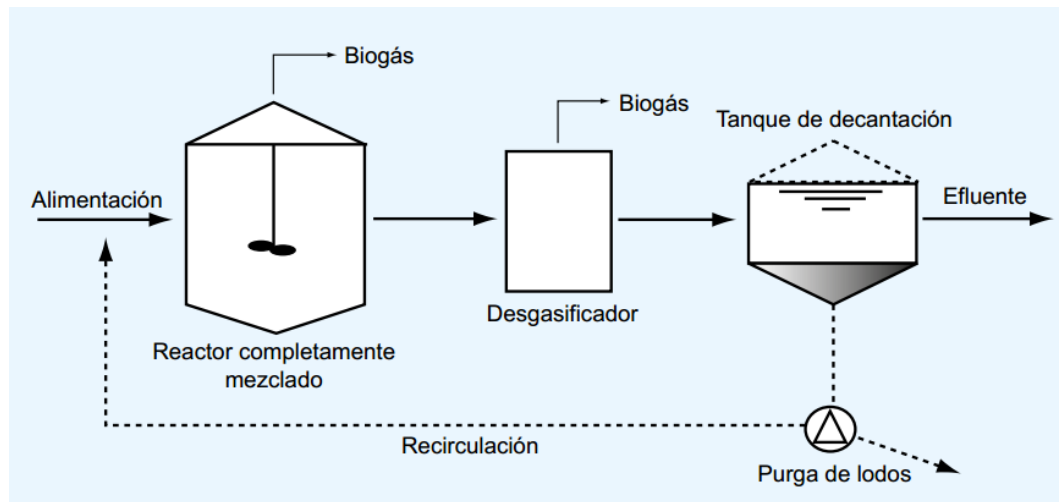 Biogás
Biogás
Tanque de decantación
Alimentación
Efluente
Desgasificador
Reactor completamente
mezclado
Recirculación
Purga de lodos